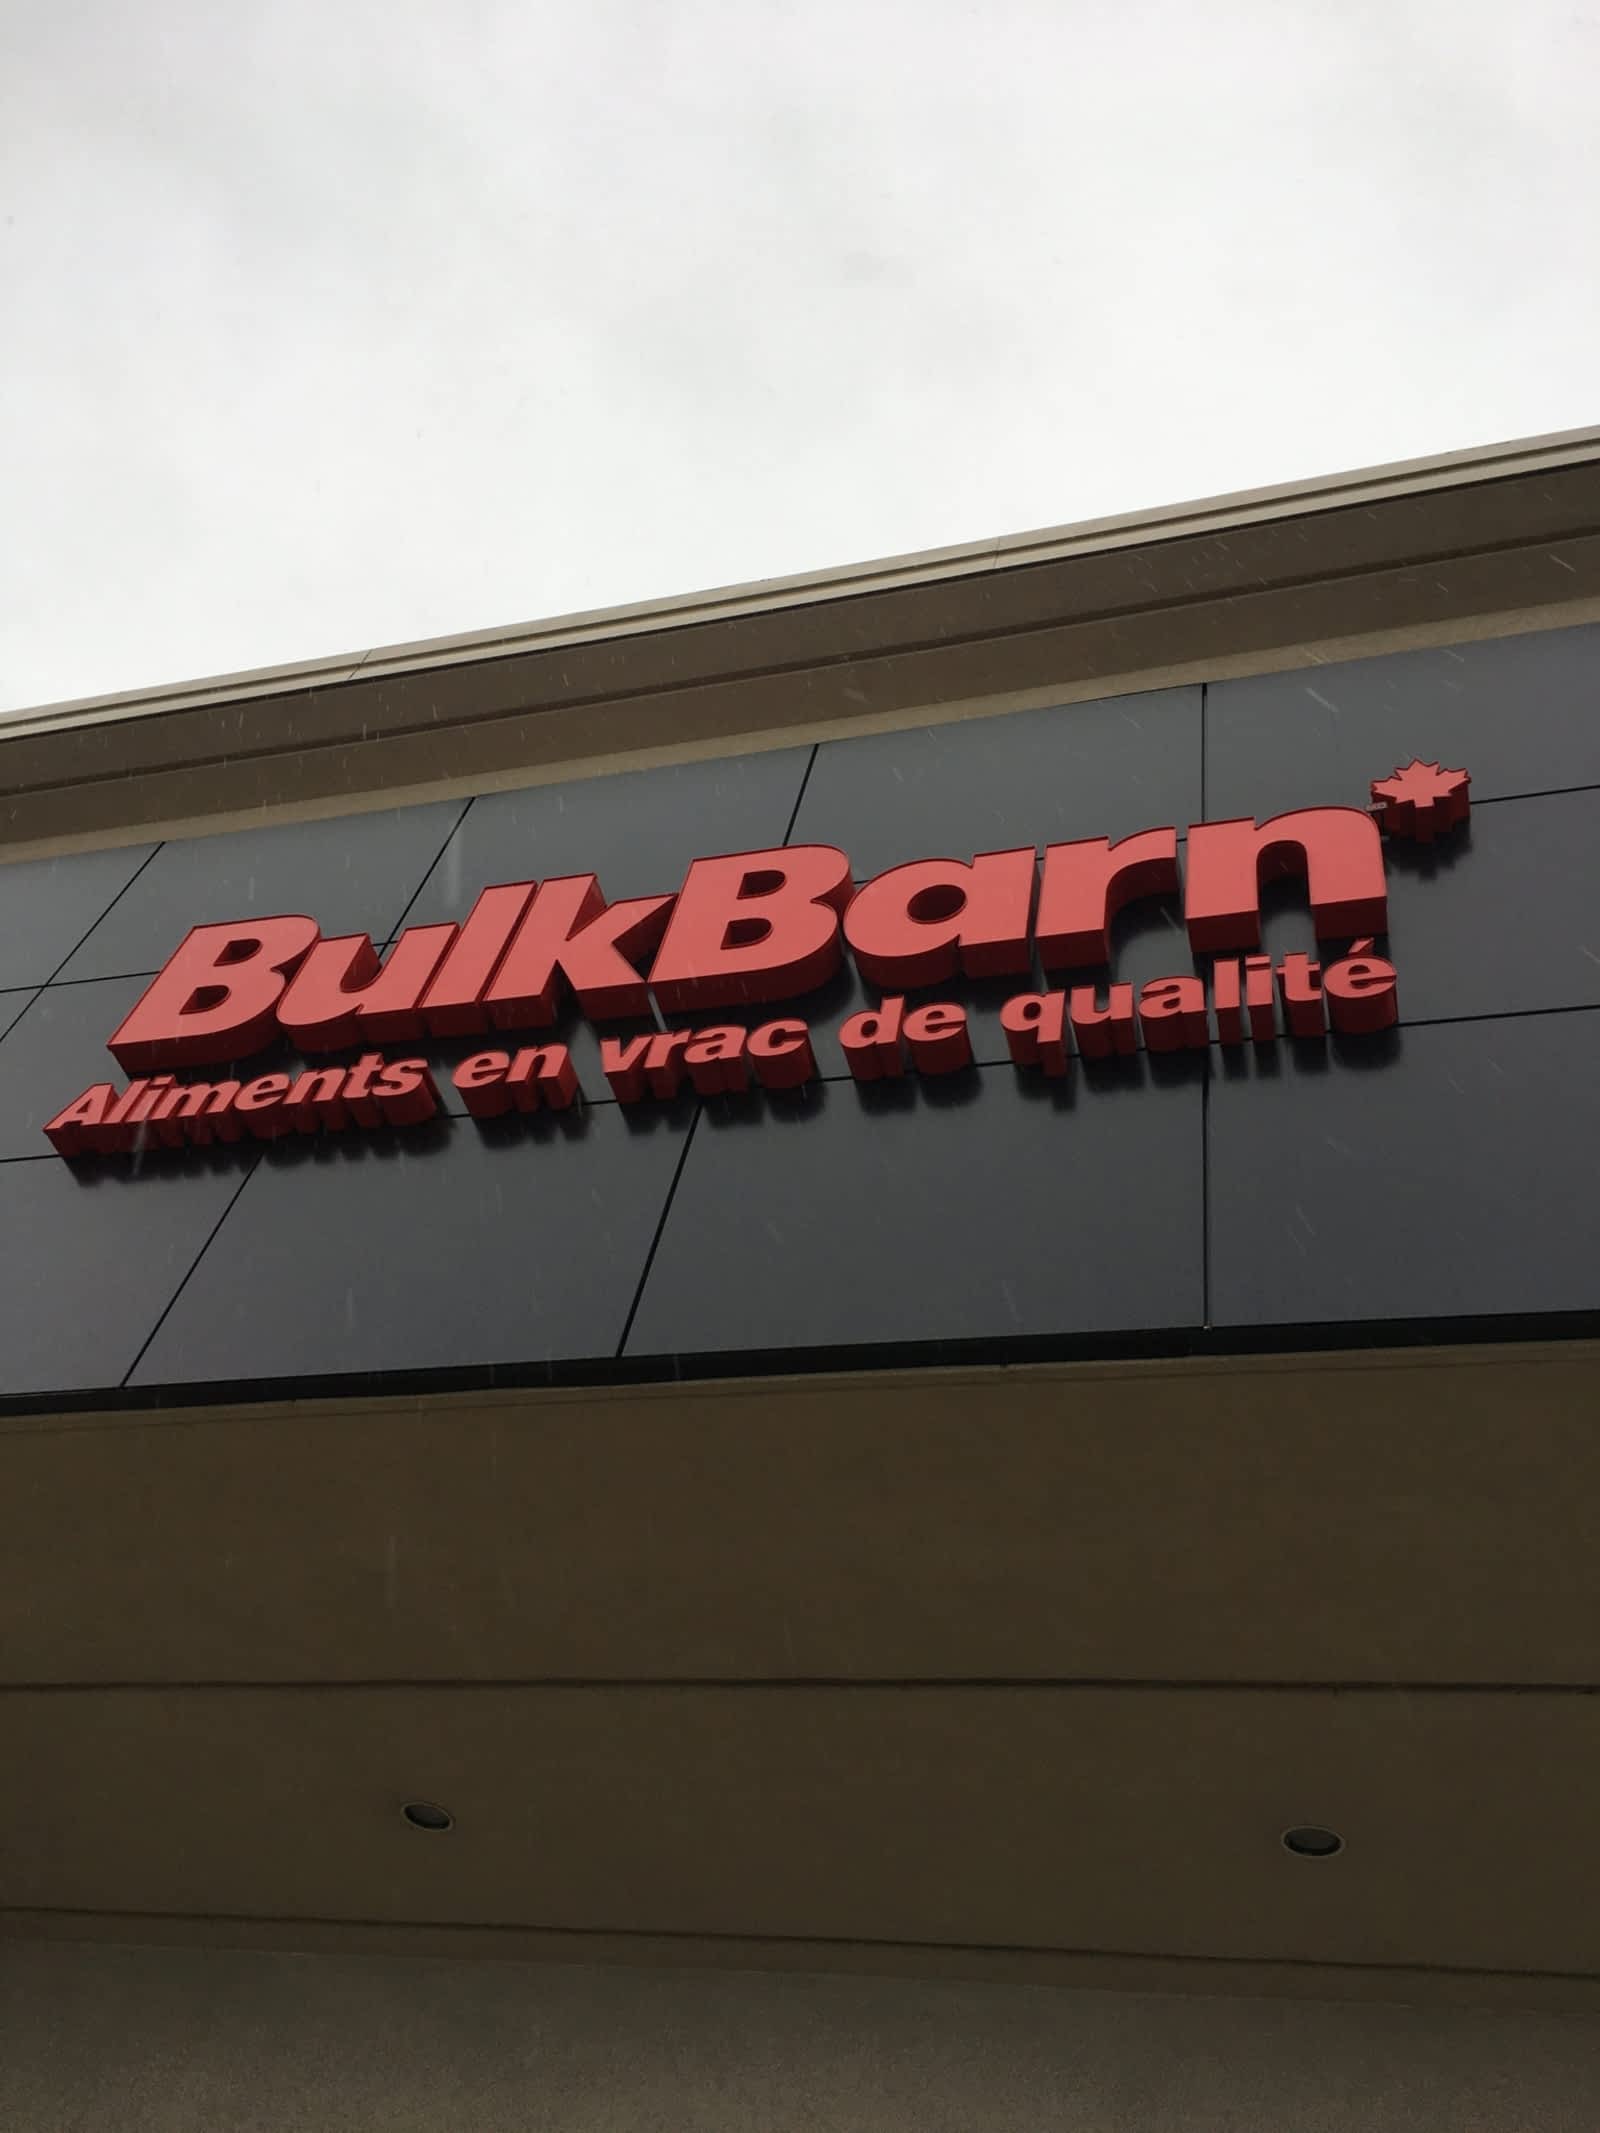 BulkBarn
Aliments en vrac de qualité